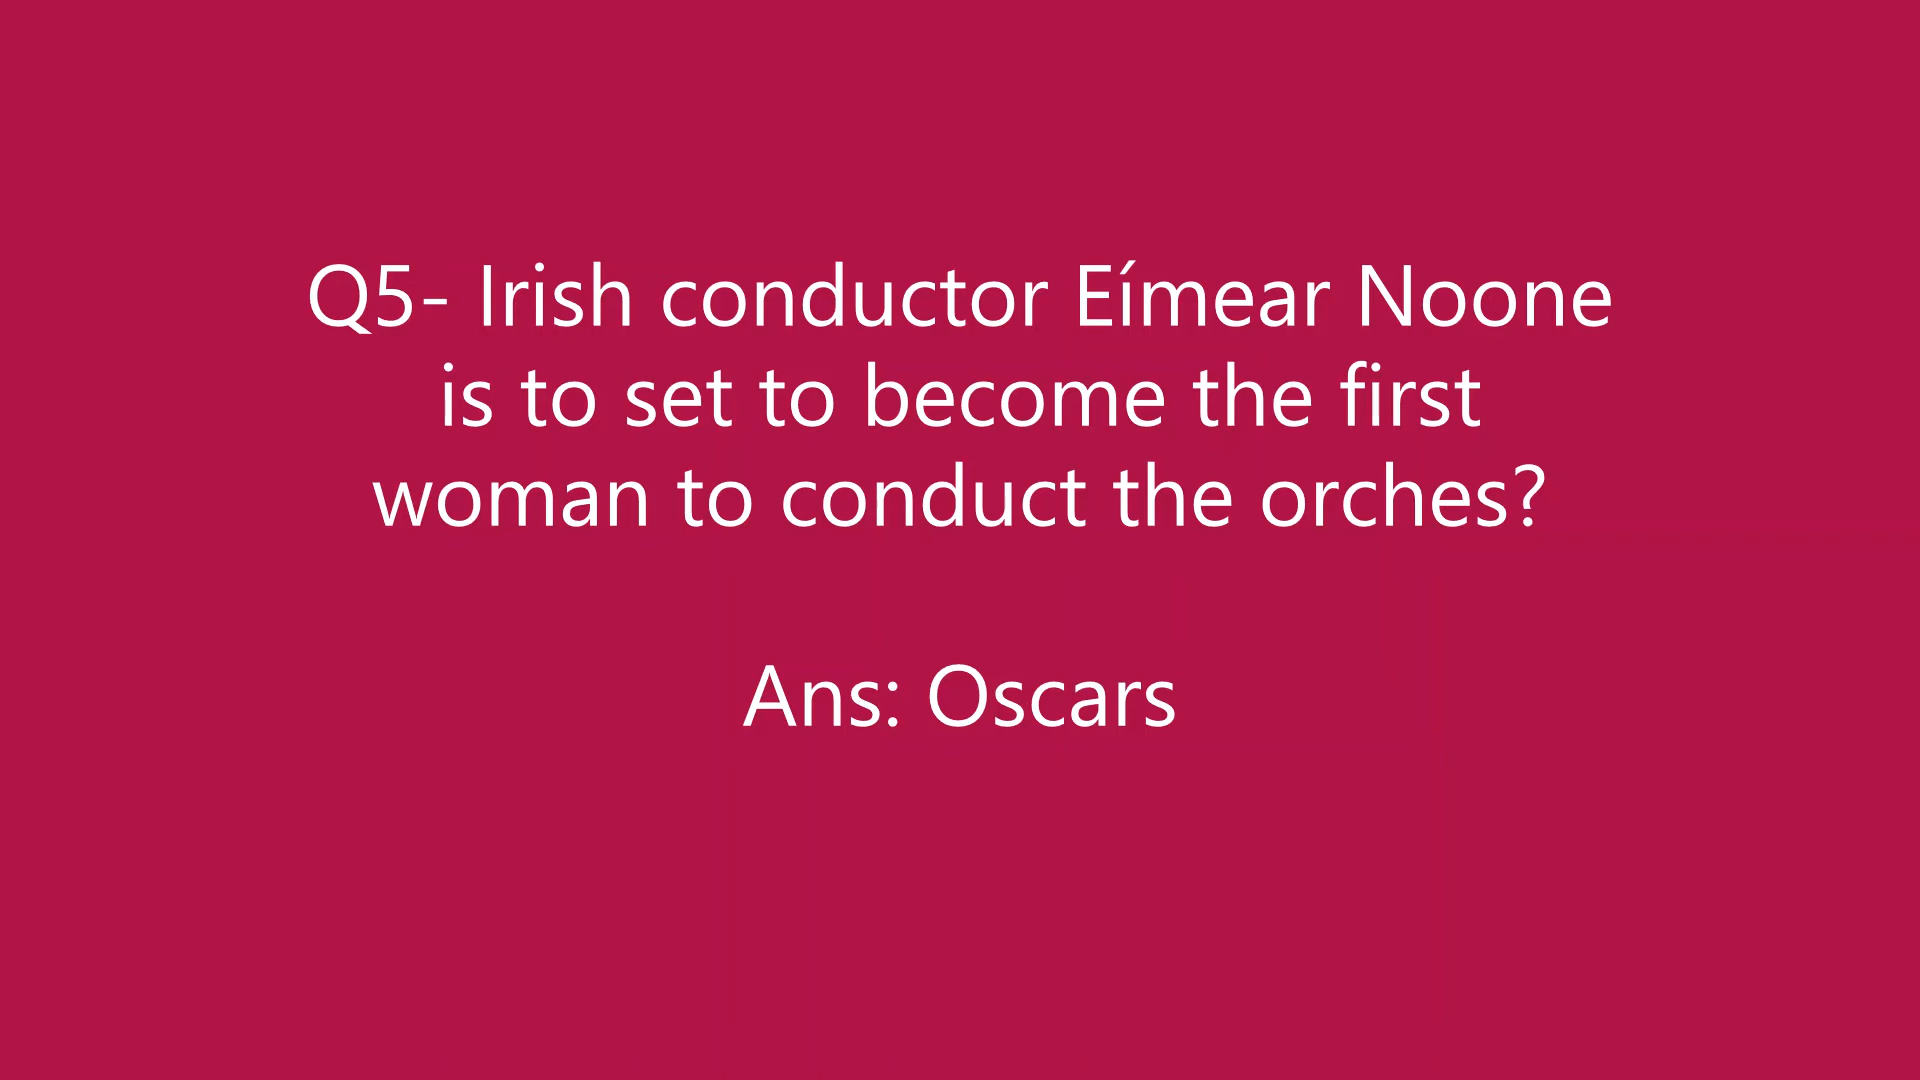 Q5- Irish conductor Eímear Noone
is to set to become the first
woman to conduct the orches?
Ans: Oscars